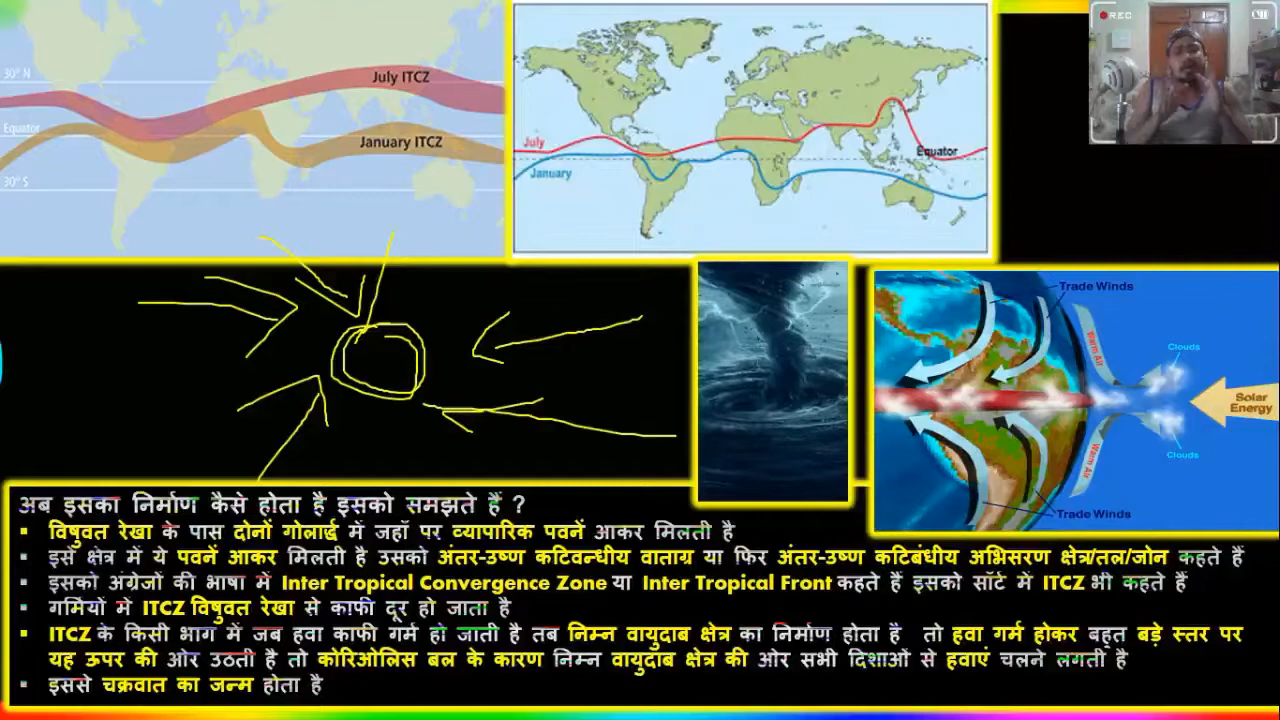 REC
30° N
July ITCZ
Equator
January ITCZ
30° S
July
Equator
January
Trade Winds
Warm Air
Clouds
Solar
Energy
Clouds
Warm Air
Trade Winds
अब इसका निर्माण कैसे होता है इसको समझते हैं ?
▪ विषुवत रेखा के पास दोनों गोलार्द्ध में जहाँ पर व्यापारिक पवनें आकर मिलती है
▪ इसे क्षेत्र में ये पवनें आकर मिलती है उसको अंतर-उष्ण कटिवन्धीय वाताग्र या फिर अंतर-उष्ण कटिबंधीय अभिसरण क्षेत्र/तल/जोन कहते हैं
▪ इसको अंग्रेजों की भाषा में Inter Tropical Convergence Zone या Inter Tropical Front कहते हैं इसको सॉर्ट में ITCZ भी कहते हैं
▪ गर्मियों में ITCZ विषुवत रेखा से काफी दूर हो जाता है
▪ ITCZ के किसी भाग में जब हवा काफी गर्म हो जाती है तब निम्न वायुदाब क्षेत्र का निर्माण होता है तो हवा गर्म होकर बहुत बड़े स्तर पर
यह ऊपर की ओर उठती है तो कोरिओलिस बल के कारण निम्न वायुदाब क्षेत्र की ओर सभी दिशाओं से हवाएं चलने लगती है
▪ इससे चक्रवात का जन्म होता है